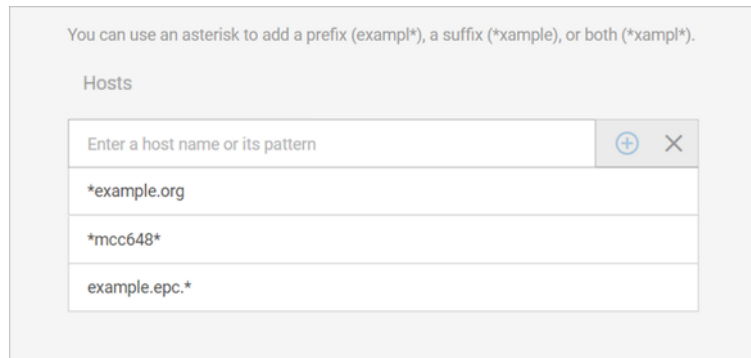 You can use an asterisk to add a prefix (exampl*), a suffix (*xample), or both (*xampl*).
Hosts
Enter a host name or its pattern
*example.org
*mcc648*
example.epc.*